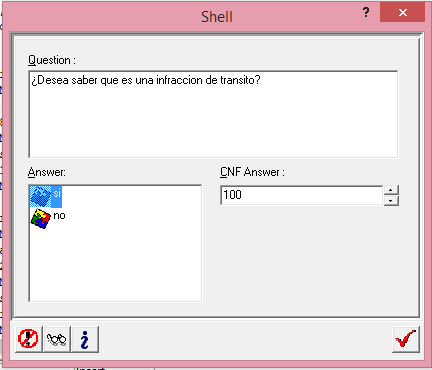 Shell
?
Question :
¿Desea saber que es una infraccion de transito?
Answer:
si
no
CNF Answer :
100